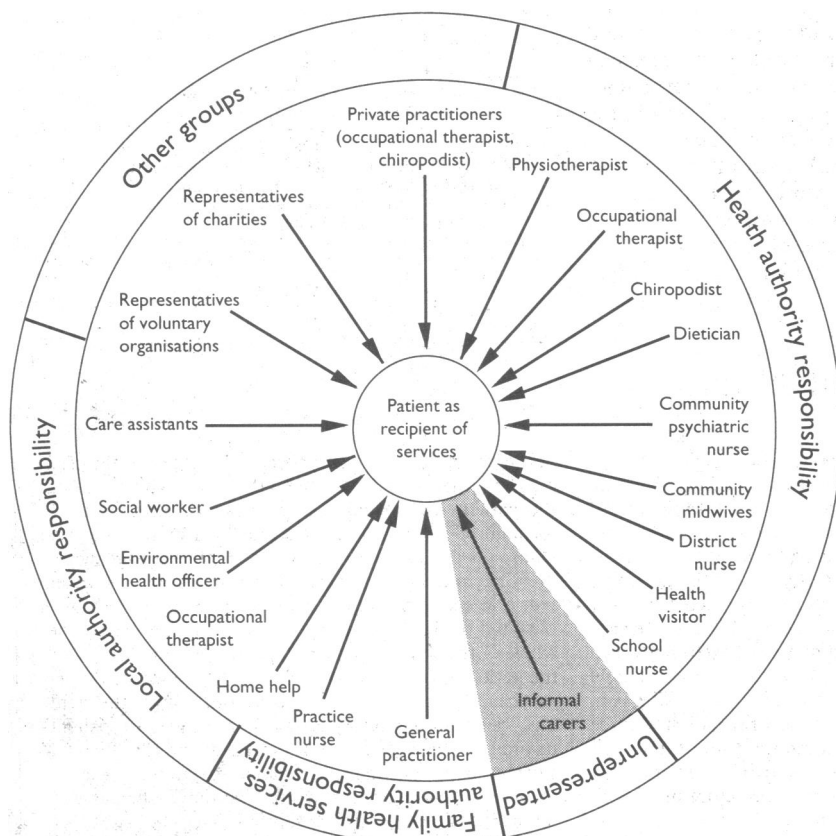 Other groups
Health authority responsibility
Unrepresented
Family health services
authority responsibility
Local authority responsibility
Private practitioners
(occupational therapist,
chiropodist)
Physiotherapist
Occupational
therapist
Chiropodist
Dietician
Community
psychiatric
nurse
Community
midwives
District
nurse
Health
visitor
School
nurse
Informal
carers
General
practitioner
Practice
nurse
Home help
Occupational
therapist
Environmental
health officer
Social worker
Care assistants
Representatives
of voluntary
organisations
Representatives
of charities
Patient as
recipient of
services